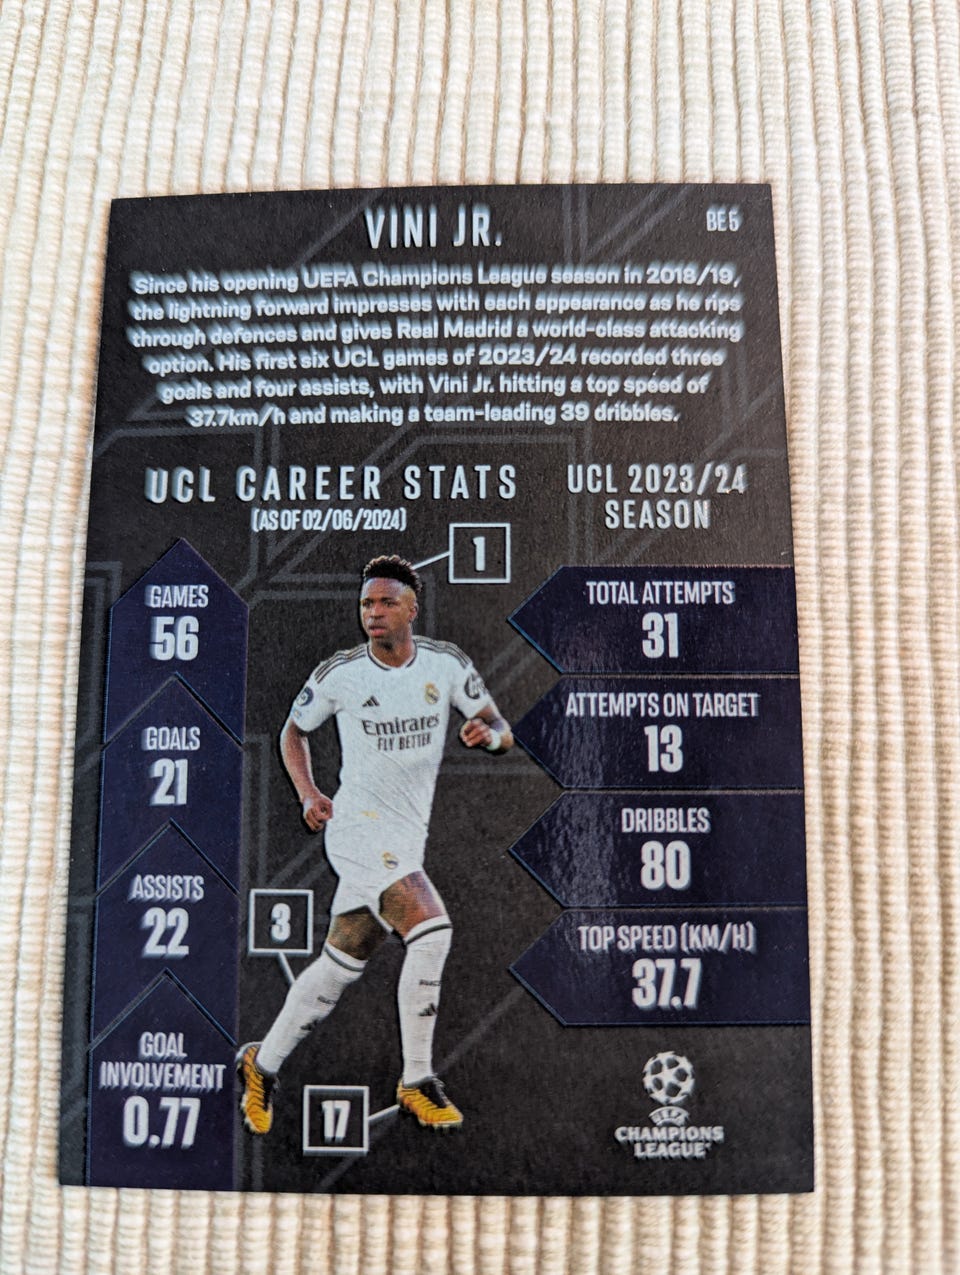 VINI JR.
BE5
Since his opening UEFA Champions League season in 2018/19,
the lightning forward impresses with each appearance as he rips
through defences and gives Real Madrid a world-class attacking
option. His first six UCL games of 2023/24 recorded three
goals and four assists, with Vini Jr. hitting a top speed of
37.7km/h and making a team-leading 39 dribbles.
UCL CAREER STATS
(AS OF 02/06/2024)
GAMES
56
GOALS
21
ASSISTS
22
GOAL
INVOLVEMENT
0.77
1
Emirates
FLY BETTER
3
17
UCL 2023/24
SEASON
TOTAL ATTEMPTS
31
ATTEMPTS ON TARGET
13
DRIBBLES
80
TOP SPEED (KM/H)
37.7
UEFA
CHAMPIONS
LEAGUE